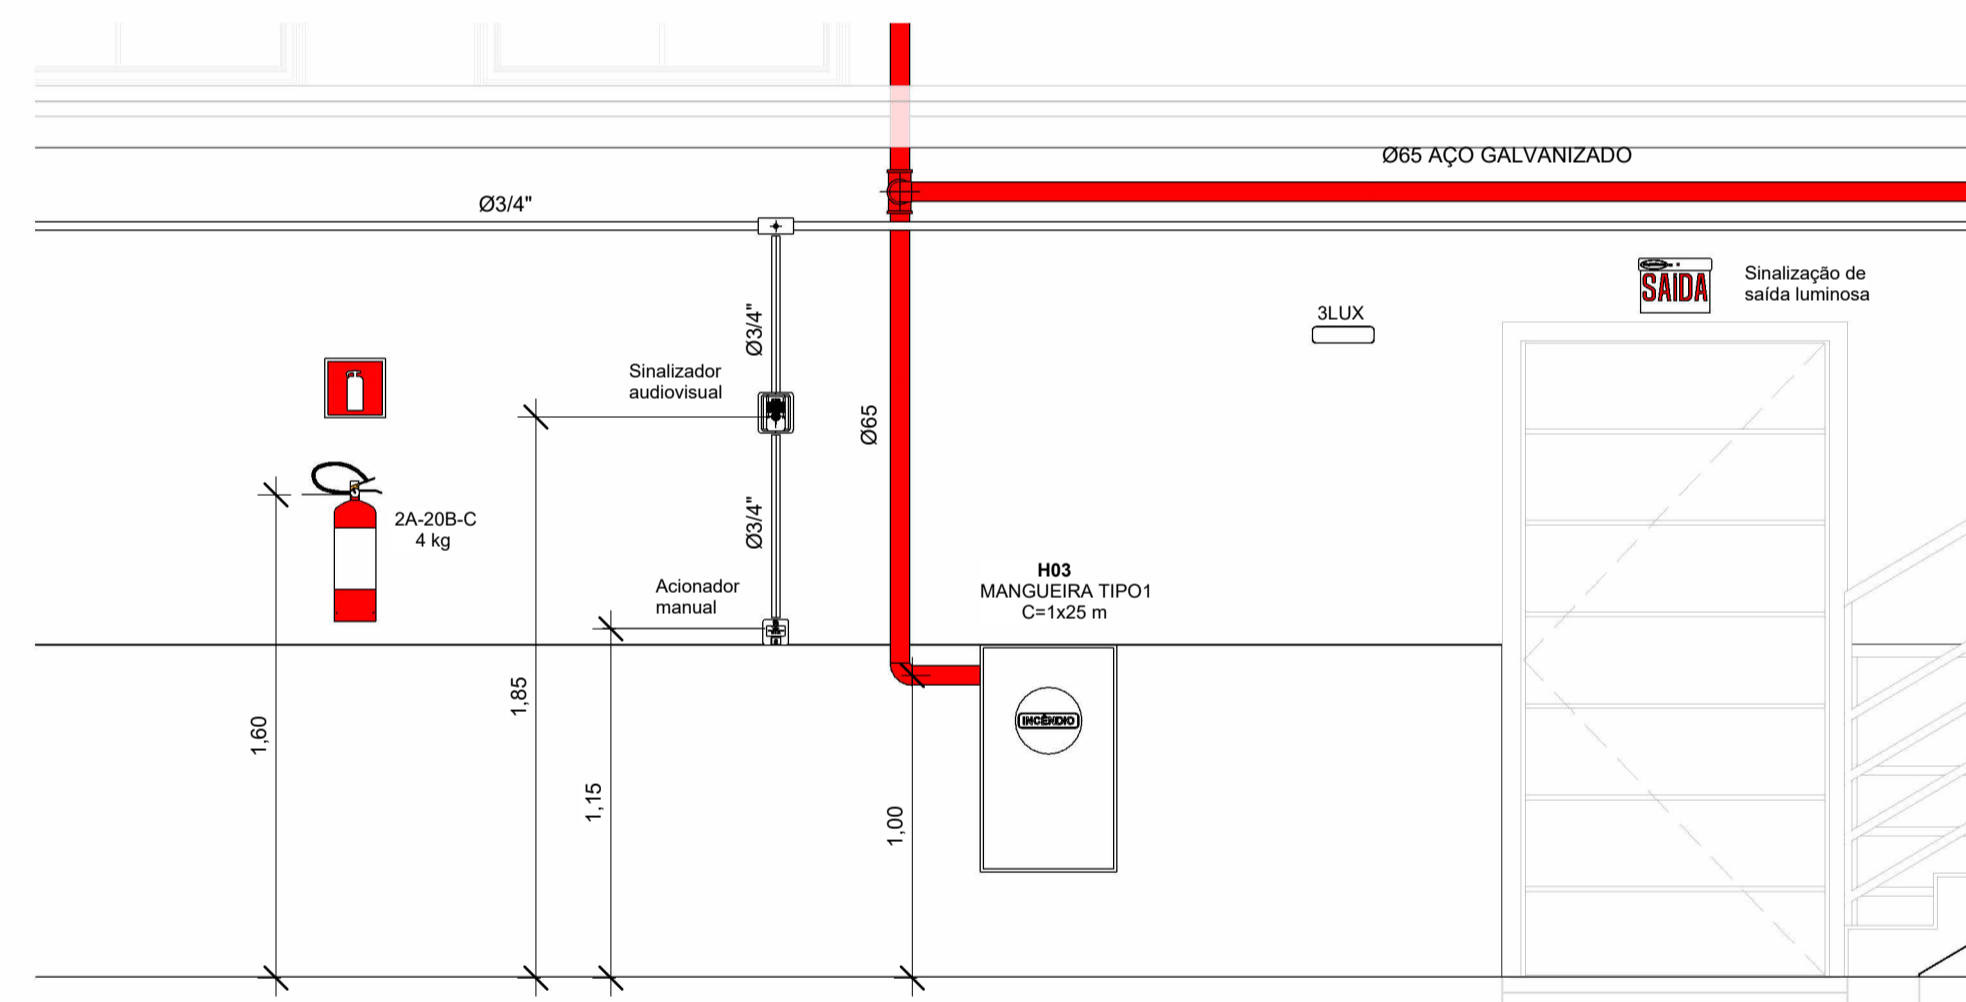 Ø65 AÇO GALVANIZADO
Ø3/4"
SAIDA
Sinalização de
saída luminosa
3LUX
Ø3/4"
Sinalizador
audiovisual
Ø65
2A-20B-C
4 kg
Ø3/4"
H03
MANGUEIRA TIPO1
C=1x25 m
Acionador
manual
INCÊNDIO
1,60
1,85
1,15
1,00